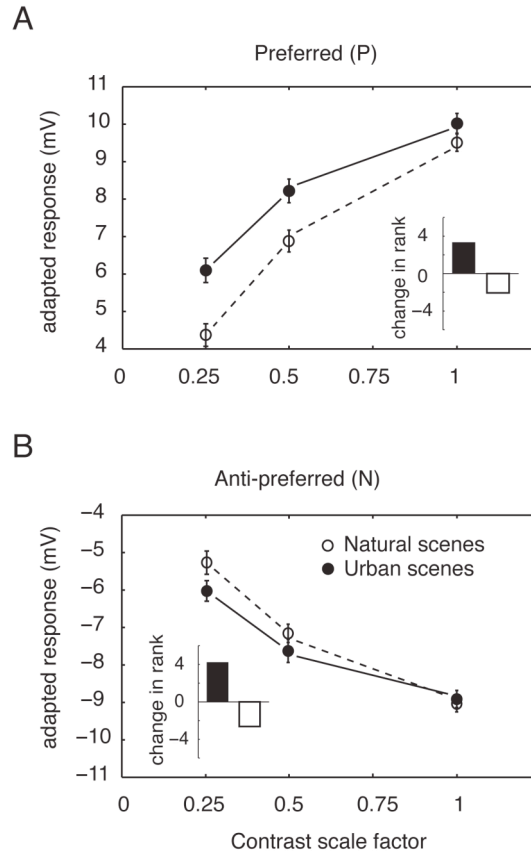 A
Preferred (P)
adapted response (mV)
11
10
9
8
7
6
5
4
change in rank
4
0
−4
0
0.25
0.5
0.75
1
B
Anti-preferred (N)
adapted response (mV)
−4
−5
−6
−7
−8
−9
−10
−11
Natural scenes
Urban scenes
change in rank
4
0
−4
0
0.25
0.5
0.75
1
Contrast scale factor